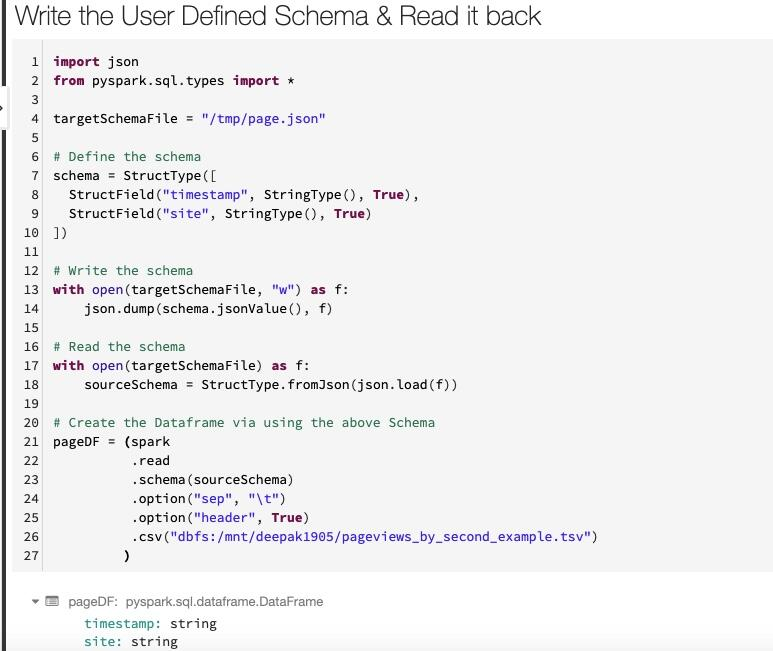 Write the User Defined Schema & Read it back
1 import json
2 from pyspark.sql.types import *
3
4 targetSchemaFile = "/tmp/page.json"
5
6 # Define the schema
7 schema = StructType([
8   StructField("timestamp", StringType(), True),
9   StructField("site", StringType(), True)
10 ])
11
12 # Write the schema
13 with open(targetSchemaFile, "w") as f:
14     json.dump(schema.jsonValue(), f)
15
16 # Read the schema
17 with open(targetSchemaFile) as f:
18     sourceSchema = StructType.fromJson(json.load(f))
19
20 # Create the Dataframe via using the above Schema
21 pageDF = (spark
22           .read
23           .schema(sourceSchema)
24           .option("sep", "\t")
25           .option("header", True)
26           .csv("dbfs:/mnt/deepak1905/pageviews_by_second_example.tsv")
27          )
pageDF: pyspark.sql.dataframe.DataFrame
timestamp: string
site: string